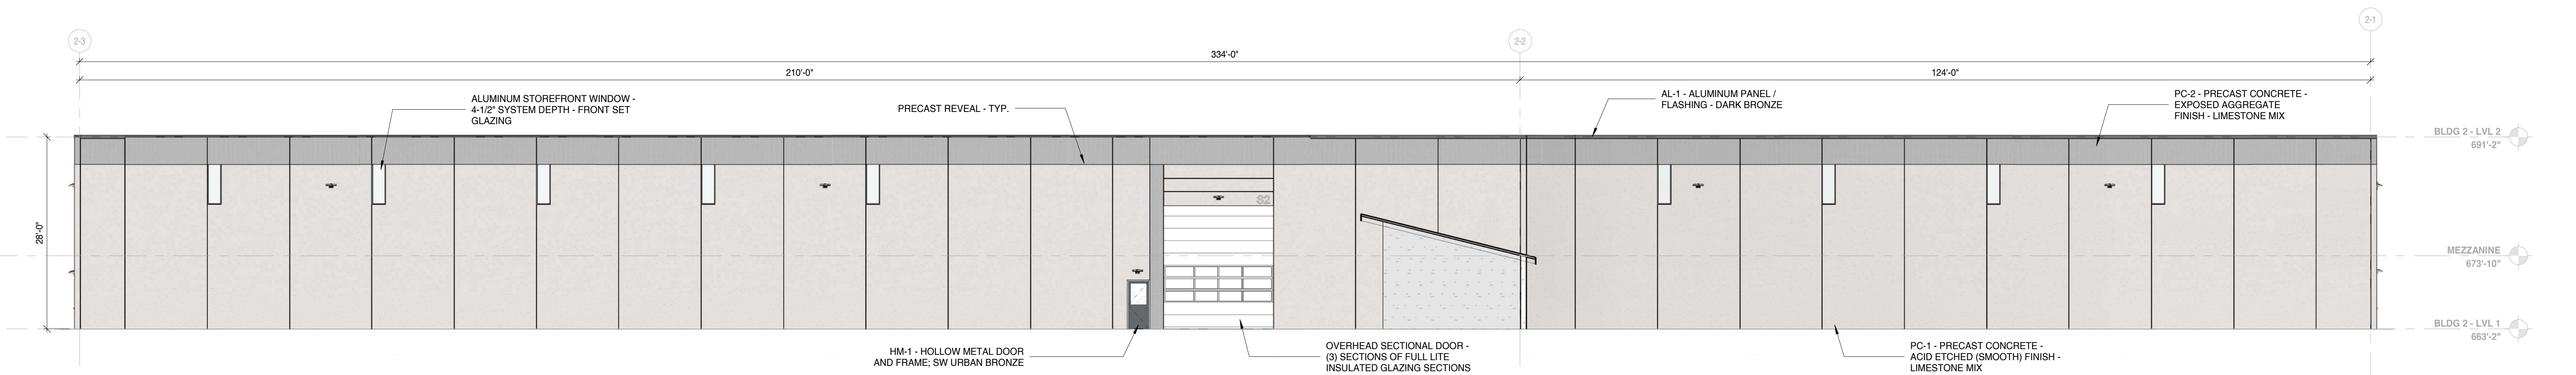 2-3
2-2
2-1
334'-0"
210'-0"
124'-0"
ALUMINUM STOREFRONT WINDOW -
4-1/2" SYSTEM DEPTH - FRONT SET
GLAZING
PRECAST REVEAL - TYP.
AL-1 - ALUMINUM PANEL /
FLASHING - DARK BRONZE
PC-2 - PRECAST CONCRETE -
EXPOSED AGGREGATE
FINISH - LIMESTONE MIX
BLDG 2 - LVL 2
691'-2"
28'-0"
S2
MEZZANINE
673'-10"
BLDG 2 - LVL 1
663'-2"
HM-1 - HOLLOW METAL DOOR
AND FRAME; SW URBAN BRONZE
OVERHEAD SECTIONAL DOOR -
(3) SECTIONS OF FULL LITE
INSULATED GLAZING SECTIONS
PC-1 - PRECAST CONCRETE -
ACID ETCHED (SMOOTH) FINISH -
LIMESTONE MIX